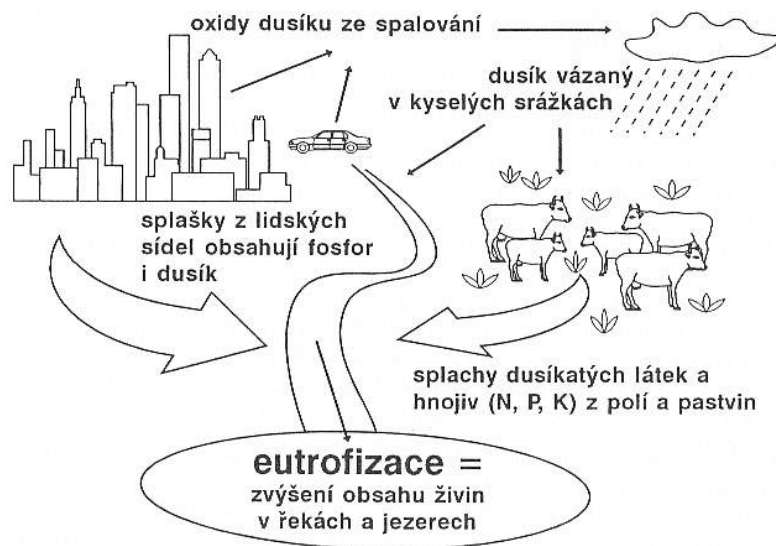 oxidy dusíku ze spalování
dusík vázaný
v kyselých srážkách
splašky z lidských
sídel obsahují fosfor
i dusík
splachy dusíkatých látek a
hnojiv (N, P, K) z polí a pastvin
eutrofizace =
zvýšení obsahu živin
v řekách a jezerech